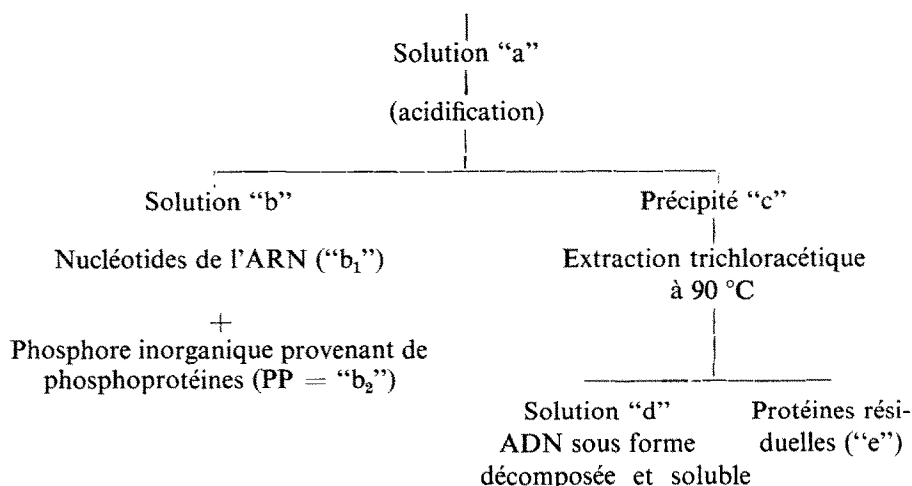 Solution “a”
(acidification)
Solution “b”
Nucléotides de l'ARN (“b₁”)
+
Phosphore inorganique provenant de
phosphoprotéines (PP = “b₂”)
Précipité “c”
Extraction trichloracétique
à 90 °C
Solution “d”
ADN sous forme
décomposée et soluble
Protéines rési-
duelles (“e”)